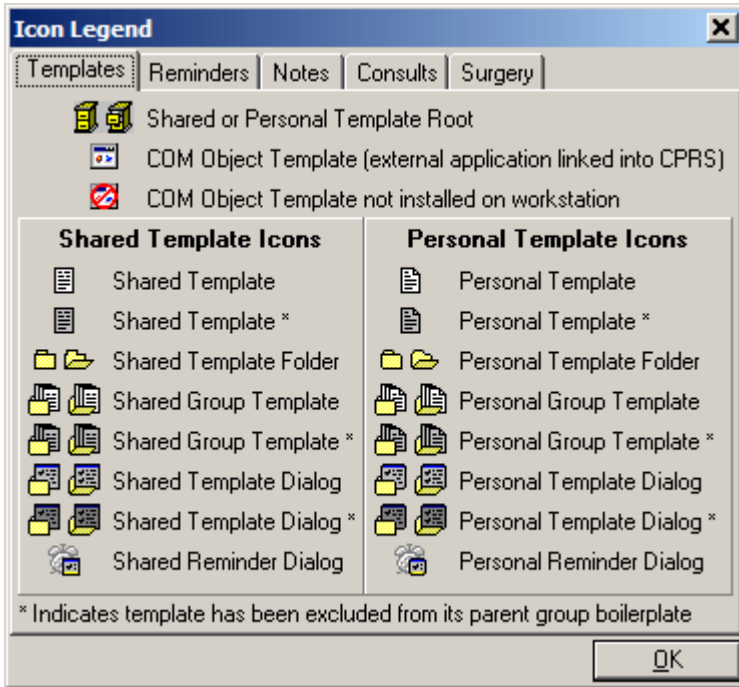 Icon Legend
Templates Reminders Notes Consults Surgery
Shared or Personal Template Root
COM Object Template (external application linked into CPRS)
COM Object Template not installed on workstation
Shared Template Icons
Shared Template
Shared Template *
Shared Template Folder
Shared Group Template
Shared Group Template *
Shared Template Dialog
Shared Template Dialog *
Shared Reminder Dialog
Personal Template Icons
Personal Template
Personal Template *
Personal Template Folder
Personal Group Template
Personal Group Template *
Personal Template Dialog
Personal Template Dialog *
Personal Reminder Dialog
* Indicates template has been excluded from its parent group boilerplate
OK